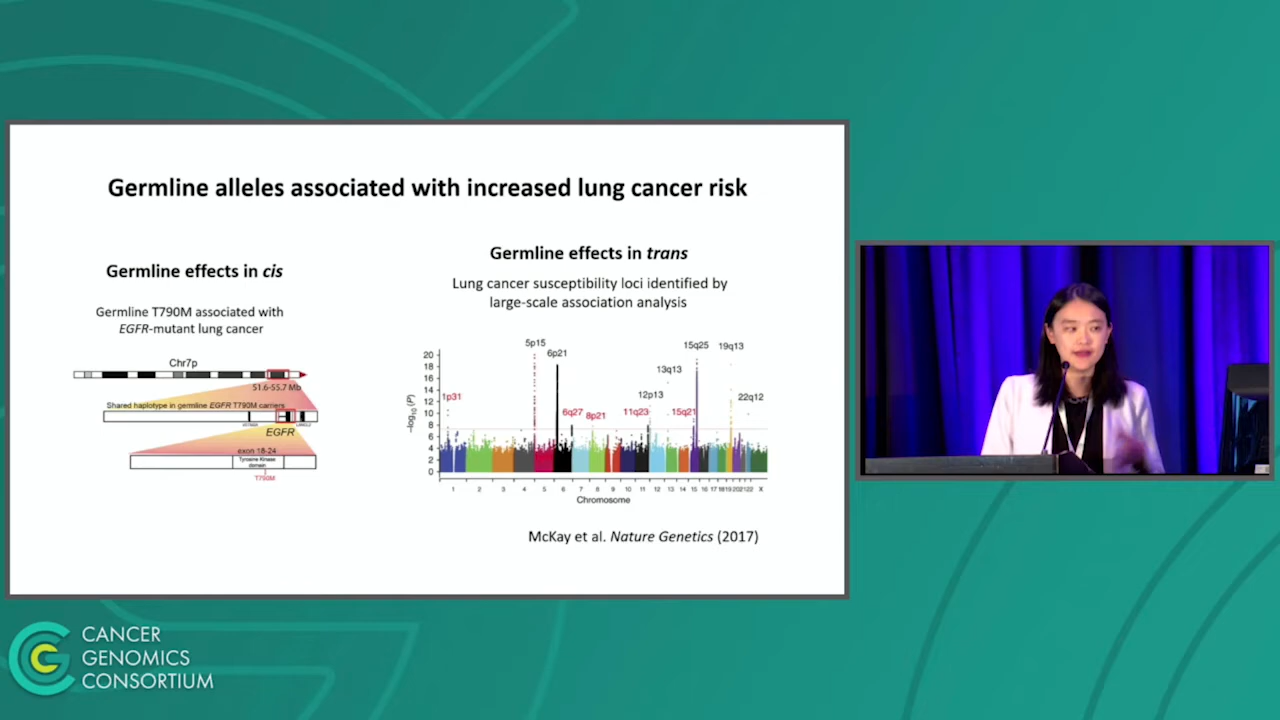 Germline alleles associated with increased lung cancer risk
Germline effects in cis
Germline T790M associated with
EGFR-mutant lung cancer
Chr7p
51.6-55.7 Mb
Shared haplotype in germline EGFR T790M carriers
EGFR
exon 18-24
Tyrosine Kinase
domain
T790M
Germline effects in trans
Lung cancer susceptibility loci identified by
large-scale association analysis
5p15
6p21
15q25
19q13
13q13
1p31
12p13
22q12
6q27
8p21
11q23
15q21
-log10 (P)
20
18
16
14
12
10
8
6
4
2
0
1 2 3 4 5 6 7 8 9 10 11 12 13 14 15 16 17 18 19 20 21 22 X
Chromosome
McKay et al. Nature Genetics (2017)
CANCER
GENOMICS
CONSORTIUM